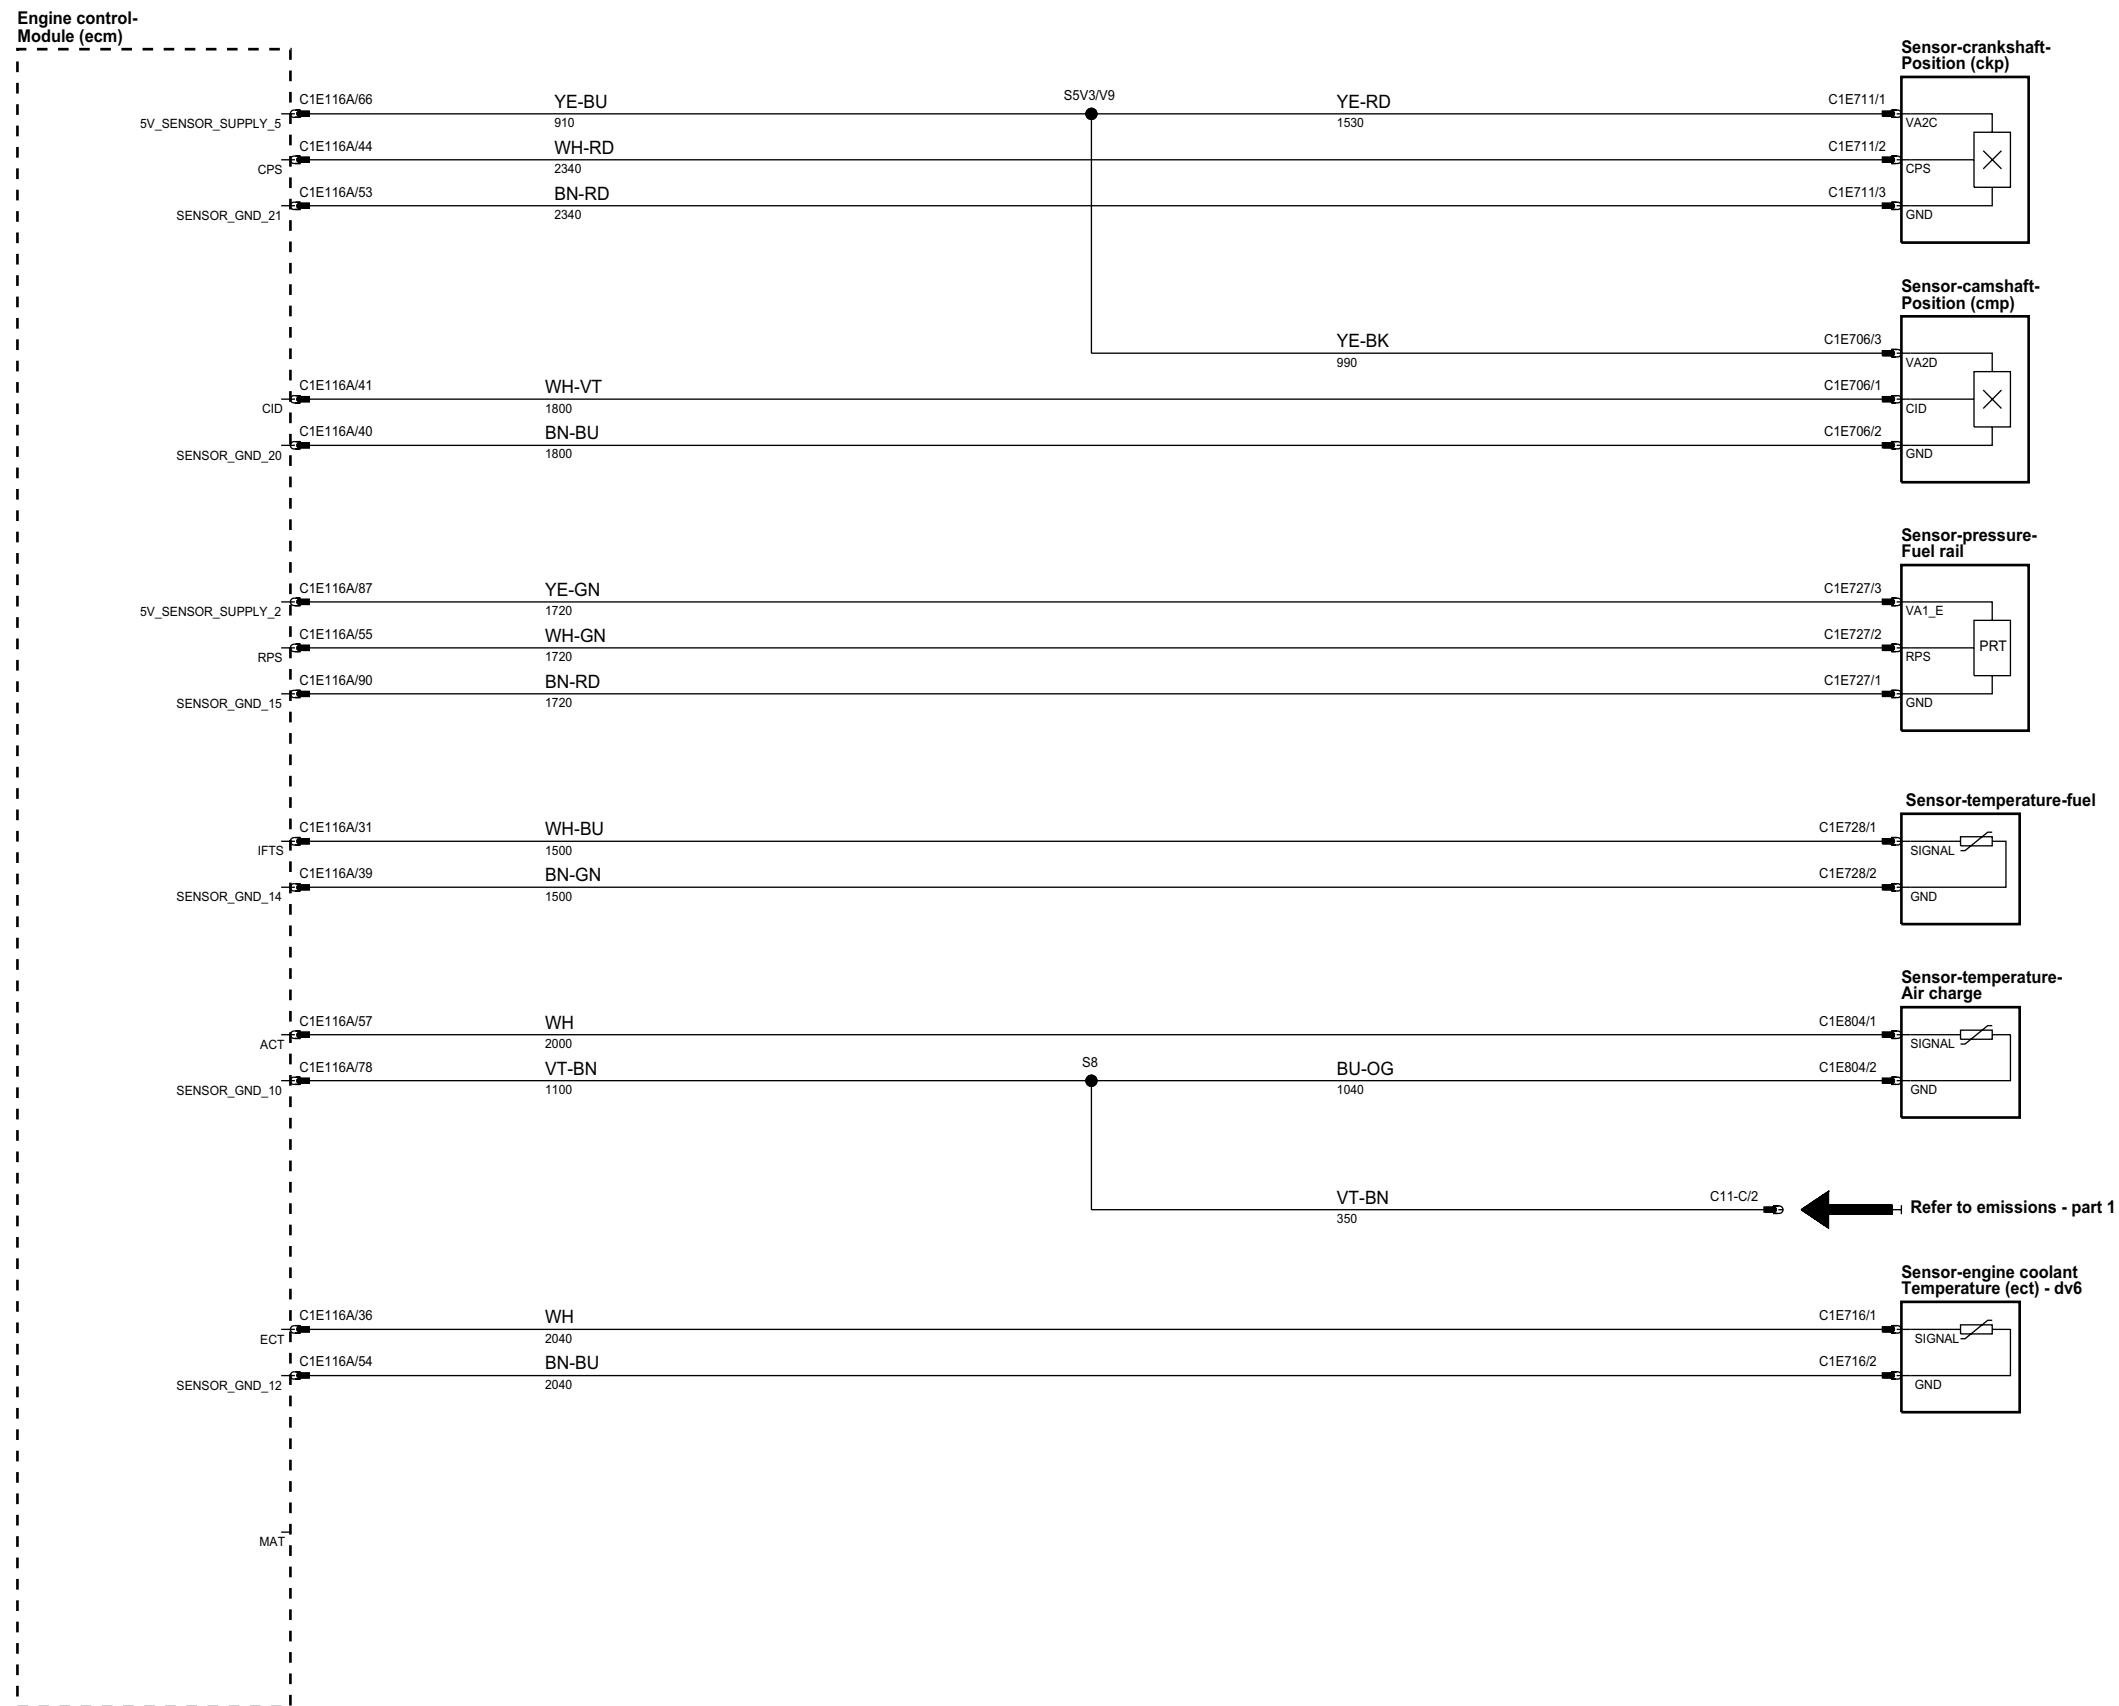 Engine control-
Module (ecm)
Sensor-crankshaft-
Position (ckp)
C1E116A/66
YE-BU
S5V3/V9
YE-RD
C1E711/1
5V_SENSOR_SUPPLY_5
910
1530
VA2C
C1E116A/44
WH-RD
C1E711/2
CPS
2340
CPS
C1E116A/53
BN-RD
C1E711/3
SENSOR_GND_21
2340
GND
Sensor-camshaft-
Position (cmp)
YE-BK
C1E706/3
990
VA2D
C1E116A/41
WH-VT
C1E706/1
CID
1800
CID
C1E116A/40
BN-BU
C1E706/2
SENSOR_GND_20
1800
GND
Sensor-pressure-
Fuel rail
C1E116A/87
YE-GN
C1E727/3
5V_SENSOR_SUPPLY_2
1720
VA1_E
C1E116A/55
WH-GN
C1E727/2
PRT
RPS
1720
RPS
C1E116A/90
BN-RD
C1E727/1
SENSOR_GND_15
1720
GND
Sensor-temperature-fuel
C1E116A/31
WH-BU
C1E728/1
IFTS
1500
SIGNAL
C1E116A/39
BN-GN
C1E728/2
SENSOR_GND_14
1500
GND
Sensor-temperature-
Air charge
C1E116A/57
WH
C1E804/1
ACT
2000
SIGNAL
C1E116A/78
VT-BN
S8
BU-OG
C1E804/2
SENSOR_GND_10
1100
1040
GND
VT-BN
C11-C/2
Refer to emissions - part 1
350
Sensor-engine coolant
Temperature (ect) - dv6
C1E116A/36
WH
C1E716/1
ECT
2040
SIGNAL
C1E116A/54
BN-BU
C1E716/2
SENSOR_GND_12
2040
GND
MAT